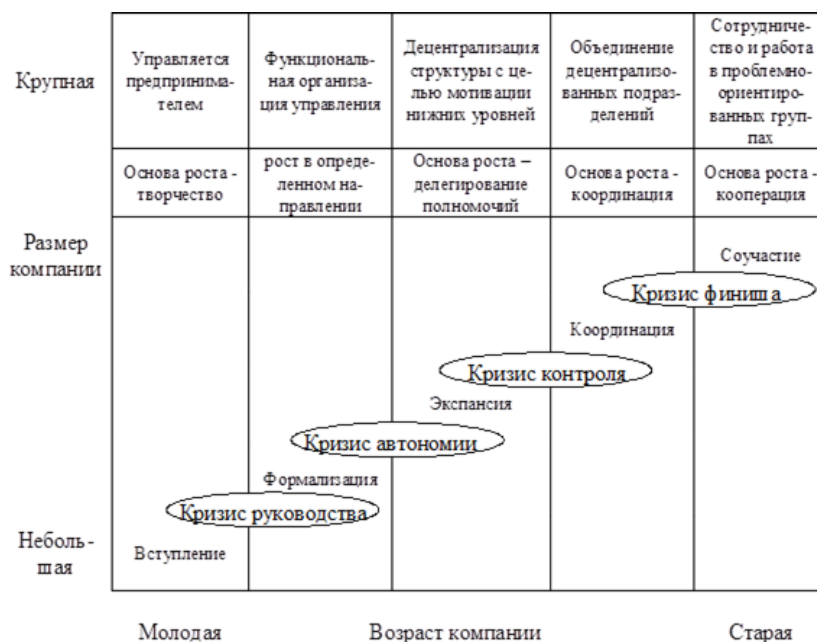 Крупная
Управляется
предпринима-
телем
Функциональ-
ная организа-
ция управления
Децентрализация
структуры с це-
лью мотивации
нижних уровней
Объединение
децентрализо-
ванных подраз-
делений
Сотрудниче-
ство и работа
в проблемно-
ориентиро-
ванных груп-
пах
Основа роста -
творчество
рост в опреде-
ленном на-
правлении
Основа роста –
делегирование
полномочий
Основа роста -
координация
Основа роста -
кооперация
Размер
компании
Соучастие
Кризис финиша
Координация
Кризис контроля
Экспансия
Кризис автономии
Формализация
Кризис руководства
Неболь-
шая
Вступление
Молодая
Возраст компании
Старая